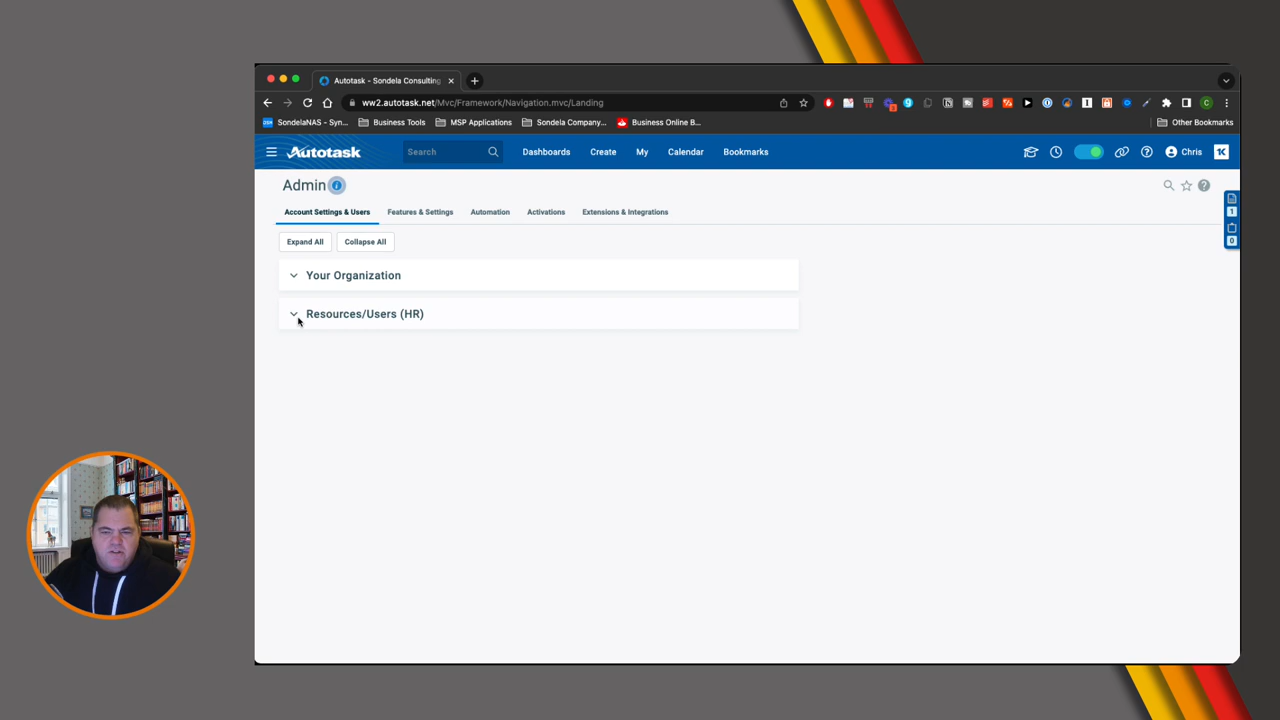 Autotask - Sondela Consulting
ww2.autotask.net/Mvc/Framework/Navigation.mvc/Landing
C
SondelaNAS - Syn...
Business Tools
MSP Applications
Sondela Company...
Business Online B...
Other Bookmarks
Autotask
Search
Dashboards
Create
My
Calendar
Bookmarks
Chris
Admin
Account Settings & Users
Features & Settings
Automation
Activations
Extensions & Integrations
1
0
Expand All
Collapse All
Your Organization
Resources/Users (HR)